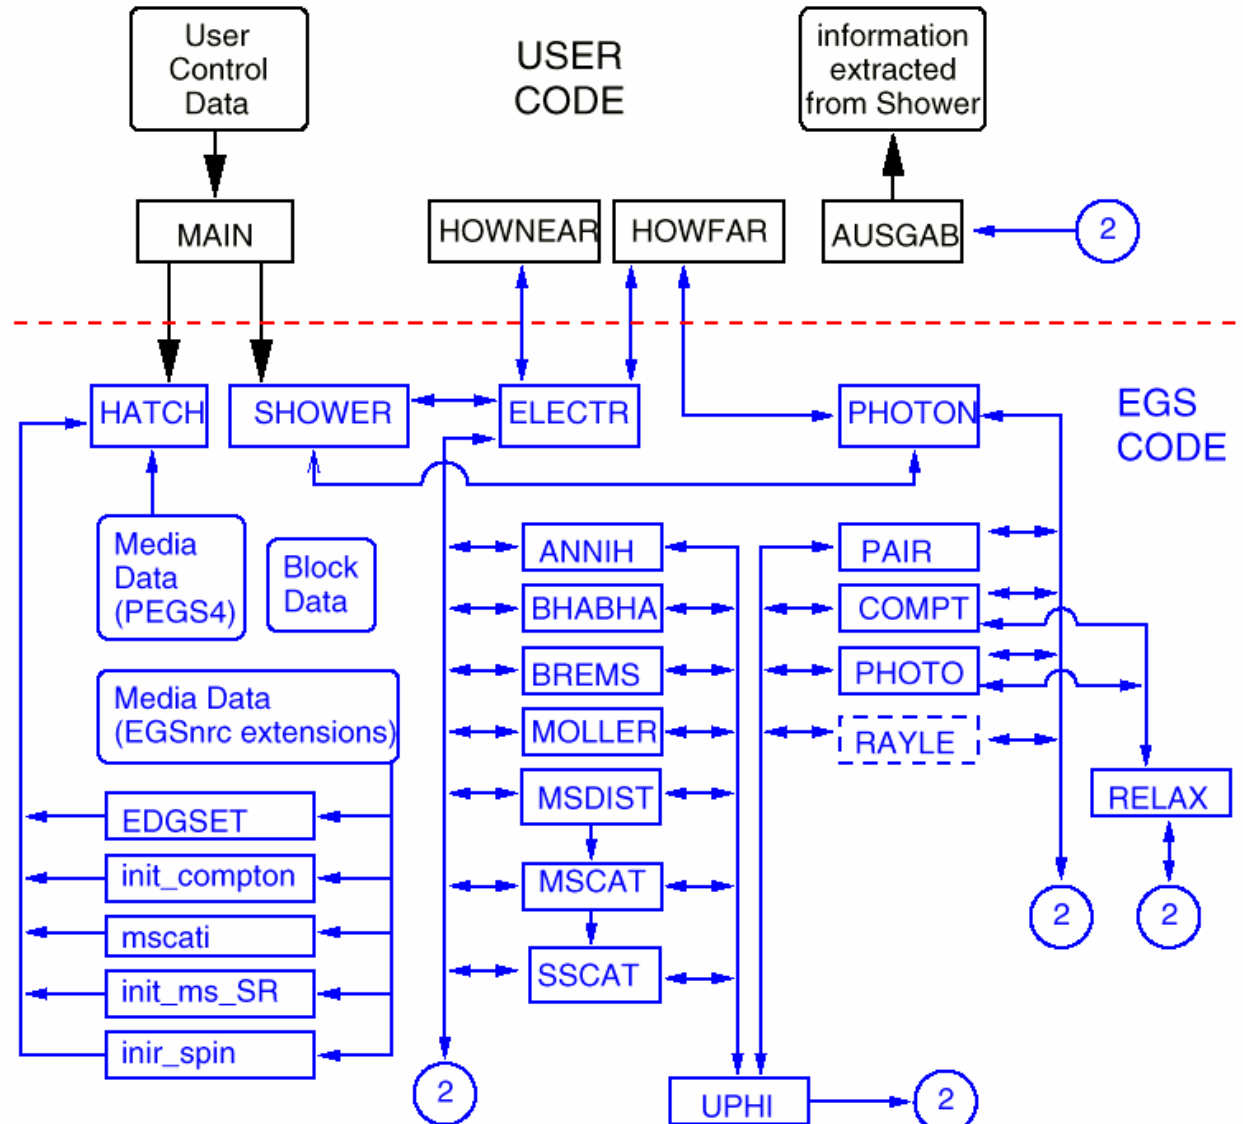 User
Control
Data
USER
CODE
information
extracted
from Shower
MAIN
HOWNEAR
HOWFAR
AUSGAB
2
HATCH
SHOWER
ELECTR
PHOTON
EGS
CODE
Media
Data
(PEGS4)
Block
Data
ANNIH
PAIR
BHABHA
COMPT
BREMS
PHOTO
Media Data
(EGSnrc extensions)
MOLLER
RAYLE
MSDIST
RELAX
EDGSET
init_compton
MSCAT
mscati
2
2
SSCAT
init_ms_SR
inir_spin
2
UPHI
2